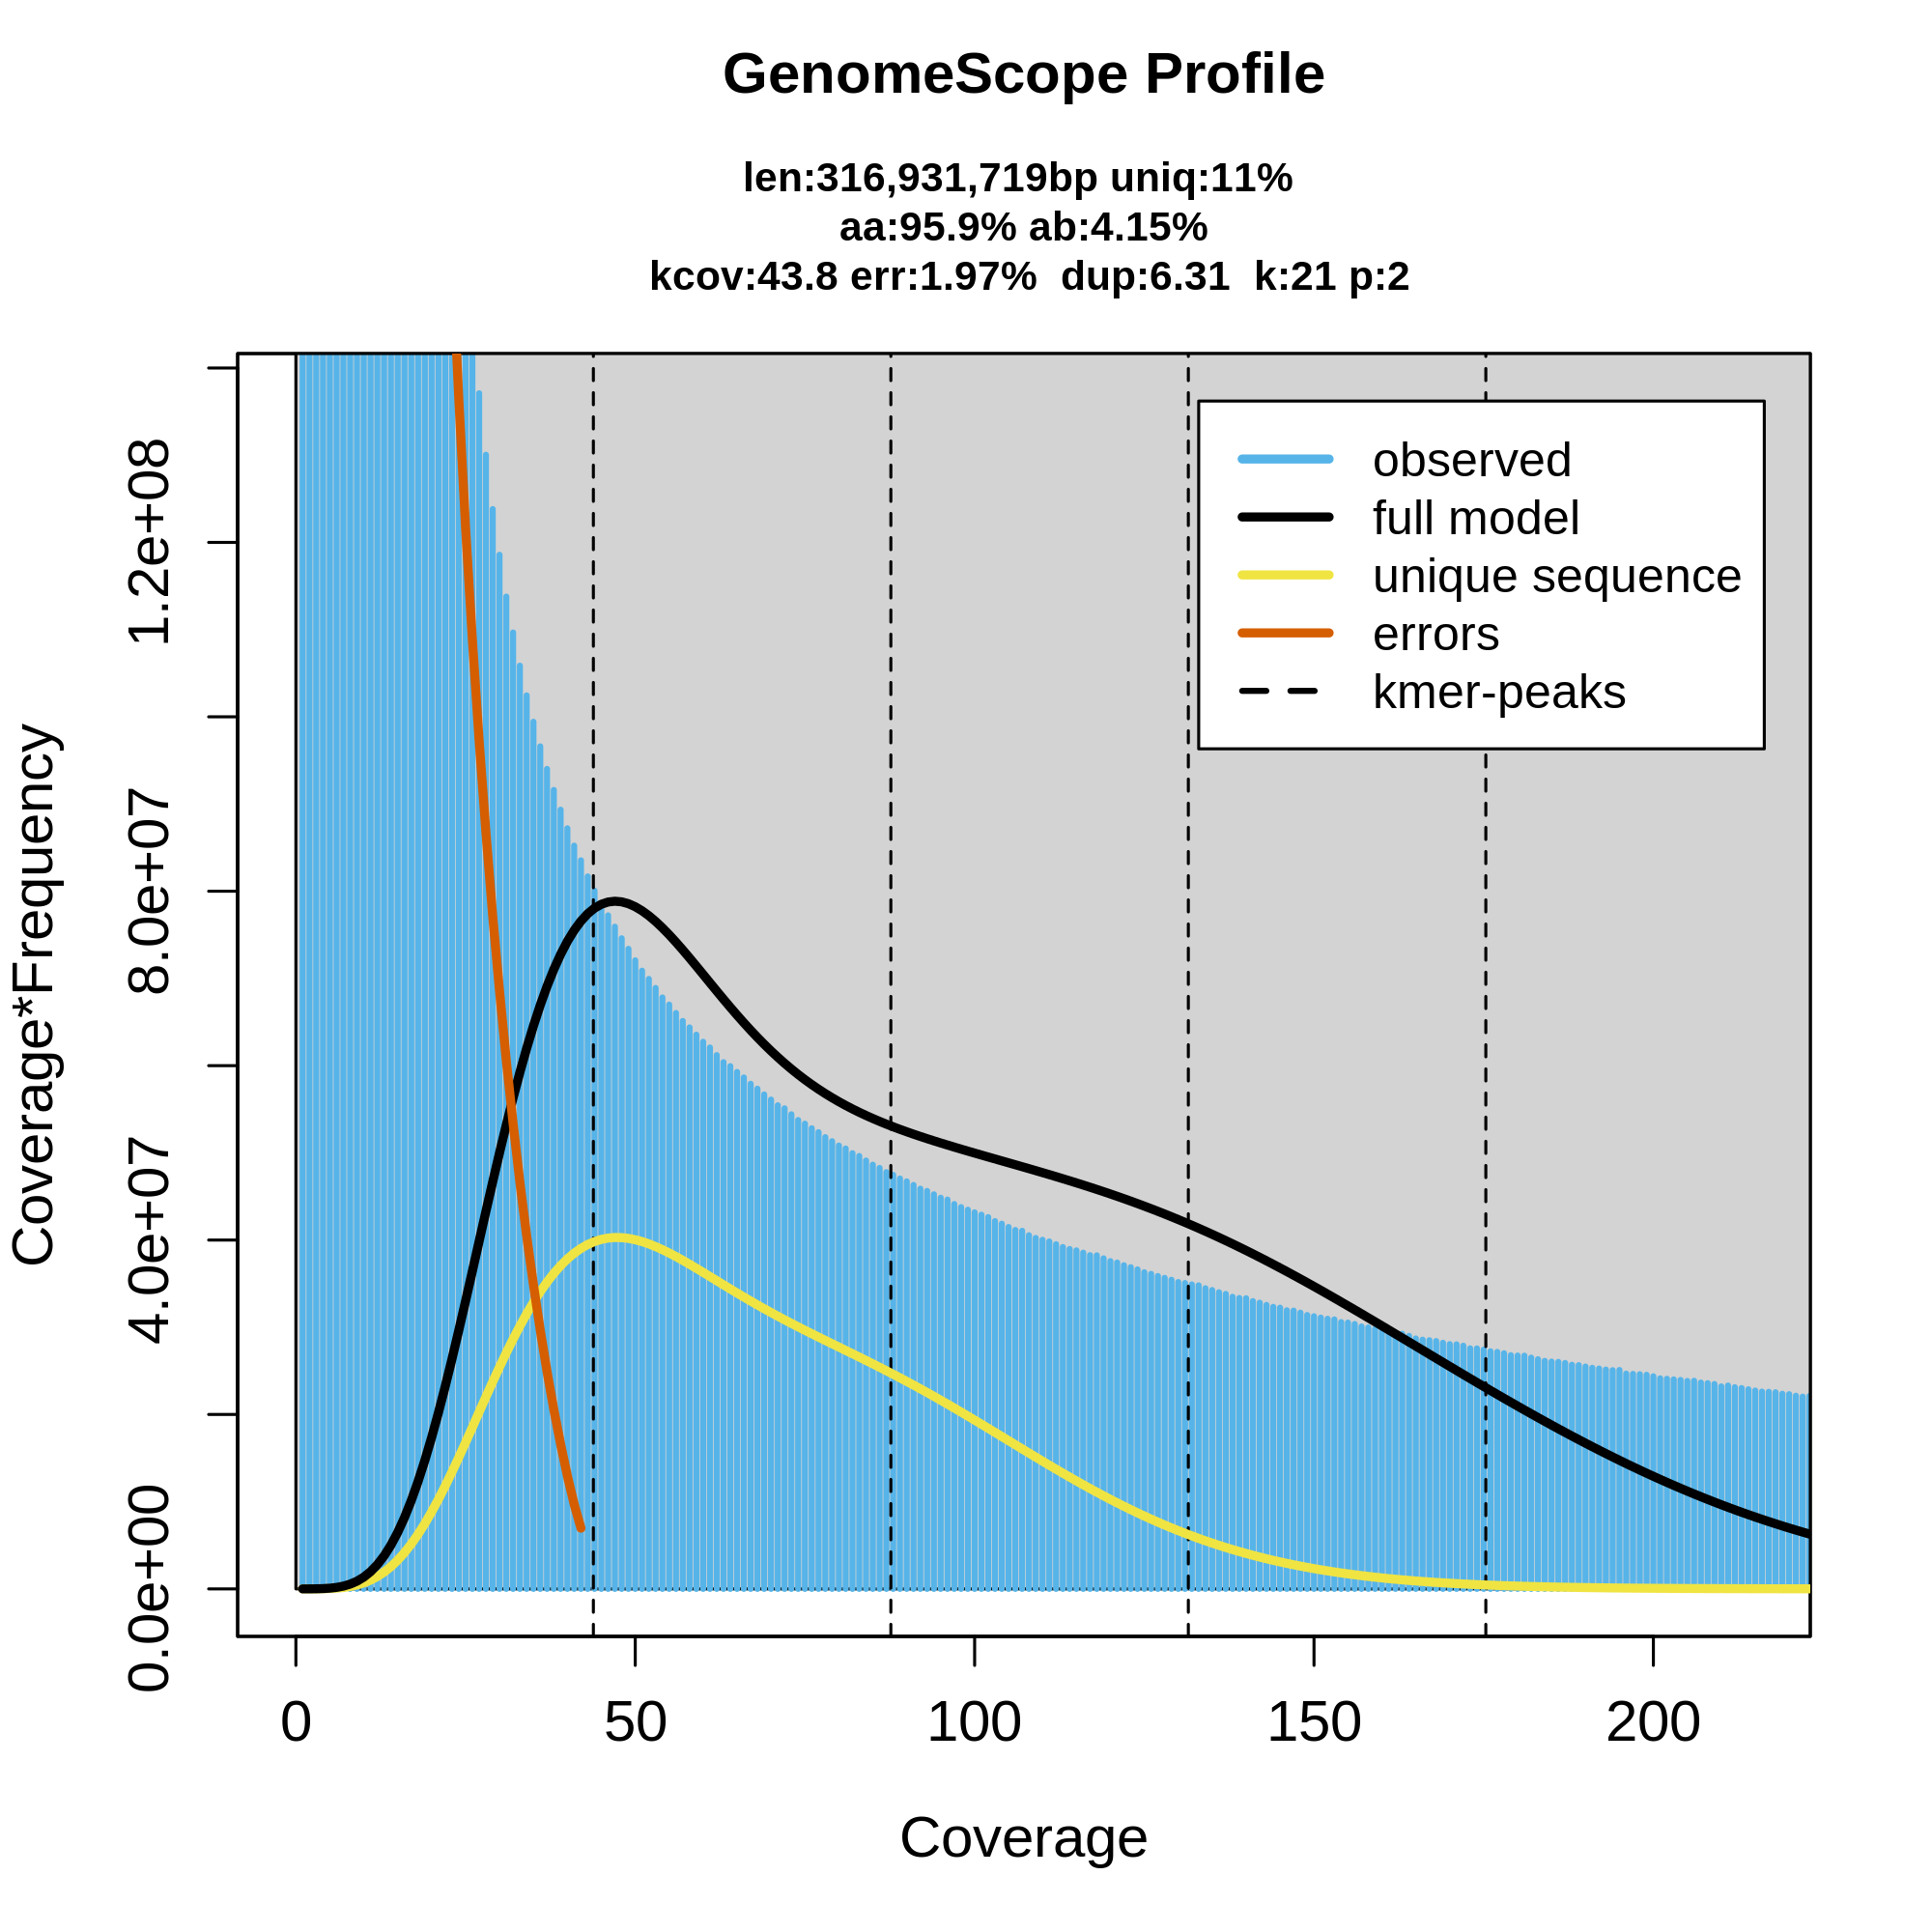 GenomeScope Profile
len:316,931,719bp uniq:11%
aa:95.9% ab:4.15%
kcov:43.8 err:1.97%  dup:6.31  k:21 p:2
observed
full model
unique sequence
errors
kmer-peaks
Coverage*Frequency
1.2e+08
8.0e+07
4.0e+07
0.0e+00
0 50 100 150 200
Coverage